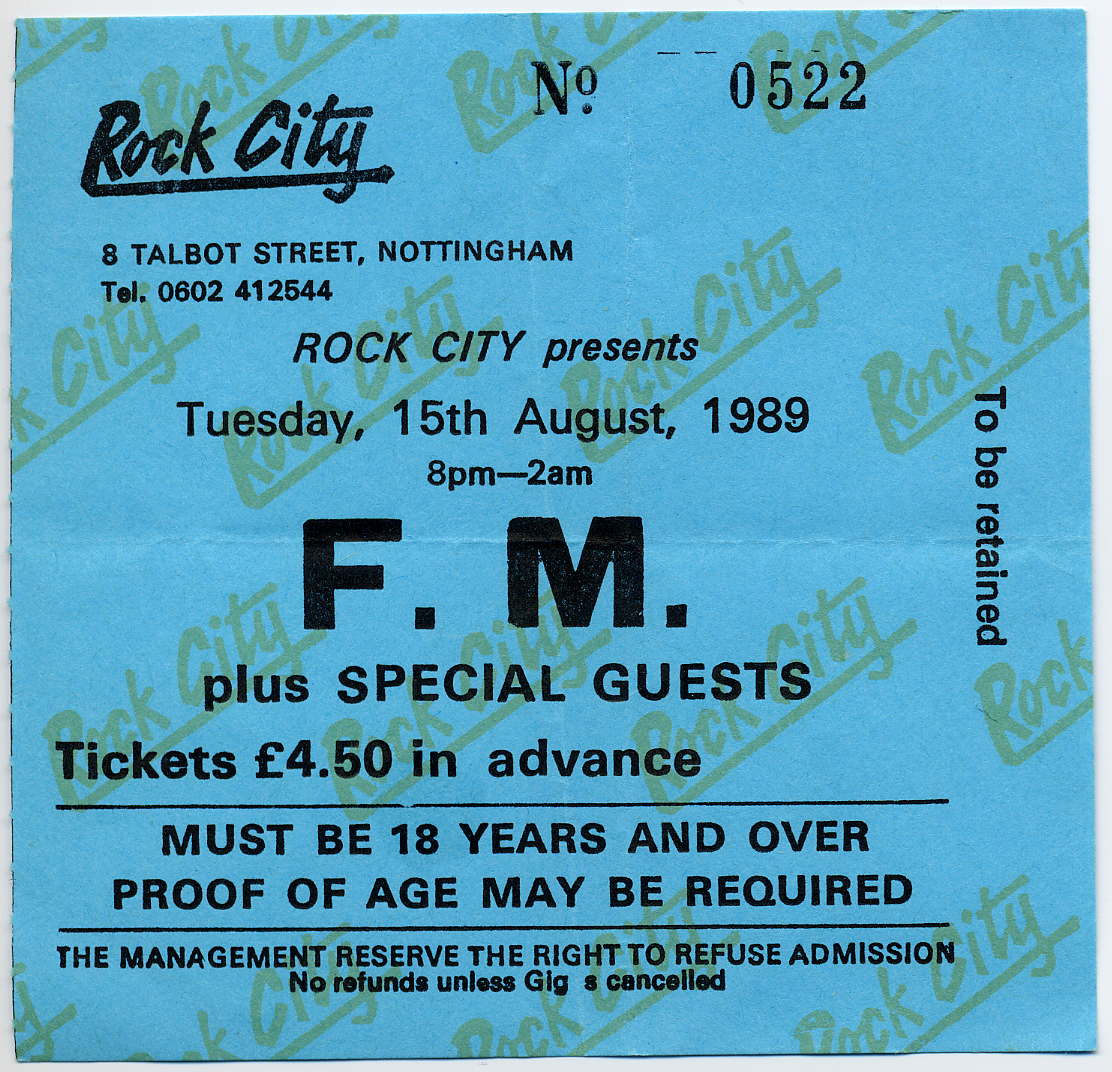 Nº 0522
Rock City
8 TALBOT STREET, NOTTINGHAM
Tel. 0602 412544
ROCK CITY presents
Tuesday, 15th August, 1989
8pm—2am
F. M.
plus SPECIAL GUESTS
Tickets £4.50 in advance
MUST BE 18 YEARS AND OVER
PROOF OF AGE MAY BE REQUIRED
THE MANAGEMENT RESERVE THE RIGHT TO REFUSE ADMISSION
No refunds unless Gig s cancelled
To be retained